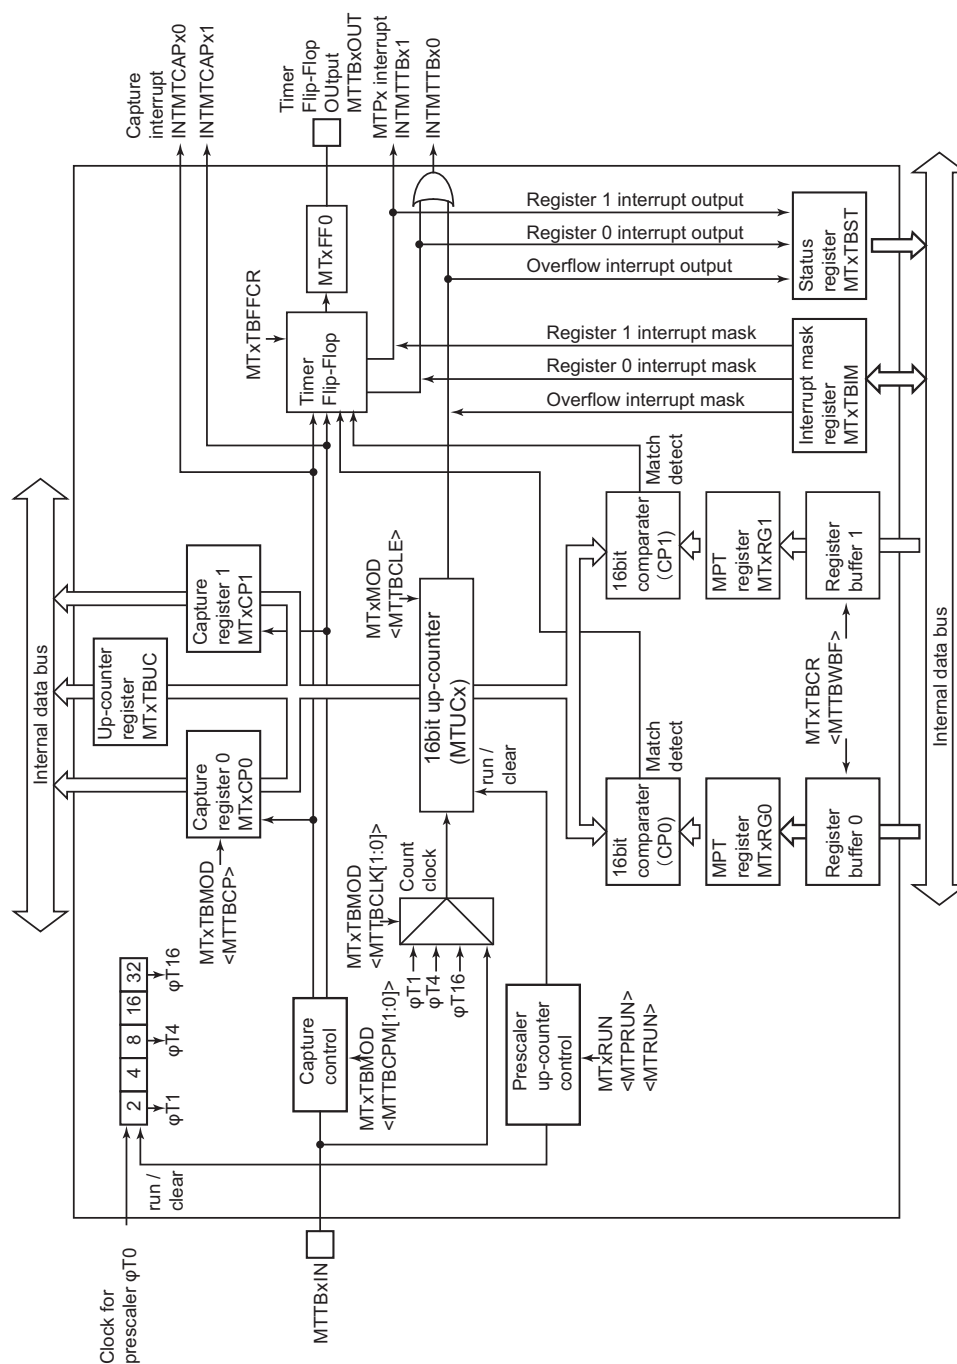 Clock for
prescaler φT0
run /
clear
2
4
8
16
32
φT1
φT4
φT16
MTTBxIN
Capture
control
MTxTBMOD
<MTTBCPM[1:0]>
MTxTBMOD
<MTTBCP>
Internal data bus
Capture
register 0
MTxCP0
Up-counter
register
MTxTBUC
Capture
register 1
MTxCP1
Capture
interrupt
INTMTCAPx0
INTMTCAPx1
MTxTBMOD
<MTTBCLK[1:0]>
Count
clock
φT1
φT4
φT16
Prescaler
up-counter
control
MTxRUN
<MTPRUN>
<MTRUN>
run /
clear
16bit up-counter
(MTUCx)
MTxMOD
<MTTBCLE>
MTxTBFFCR
Timer
Flip-Flop
MTxFF0
Timer
Flip-Flop
OUtput
MTTBxOUT
MTPx interrupt
INTMTTBx1
INTMTTBx0
Register 1 interrupt output
Register 0 interrupt output
Overflow interrupt output
Register 1 interrupt mask
Register 0 interrupt mask
Overflow interrupt mask
Status
register
MTxTBST
Interrupt mask
register
MTxTBIM
16bit
comparater
(CP0)
Match
detect
MPT
register
MTxRG0
Register
buffer 0
MTxTBCR
<MTTBWBF>
16bit
comparater
(CP1)
Match
detect
MPT
register
MTxRG1
Register
buffer 1
Internal data bus